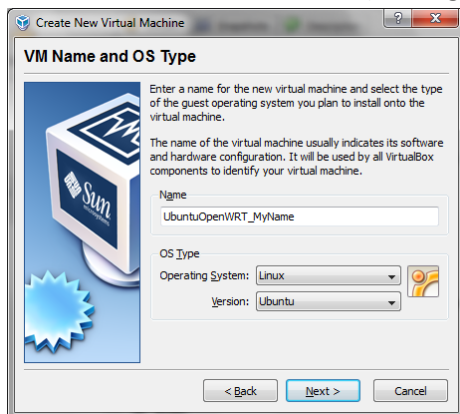 Create New Virtual Machine
VM Name and OS Type
Enter a name for the new virtual machine and select the type
of the guest operating system you plan to install onto the
virtual machine.
The name of the virtual machine usually indicates its software
and hardware configuration. It will be used by all VirtualBox
components to identify your virtual machine.
Sun
microsystems
Name
UbuntuOpenWRT_MyName
OS Type
Operating System: Linux
Version: Ubuntu
< Back Next > Cancel